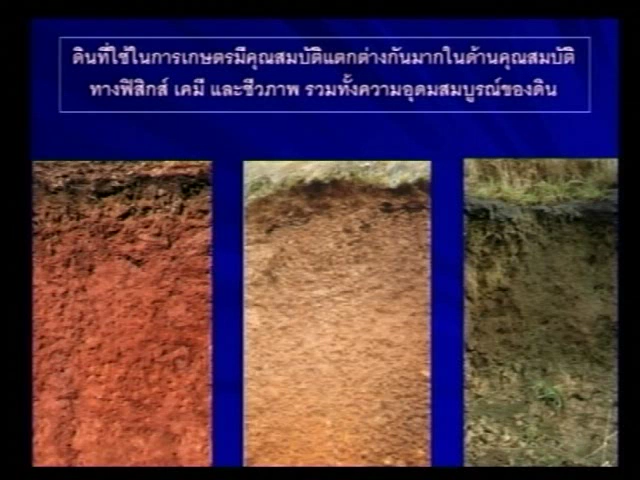 ดินที่ใช้ในการเกษตรมีคุณสมบัติแตกต่างกันมากในด้านคุณสมบัติ
ทางฟิสิกส์ เคมี และชีวภาพ รวมทั้งความอุดมสมบูรณ์ของดิน